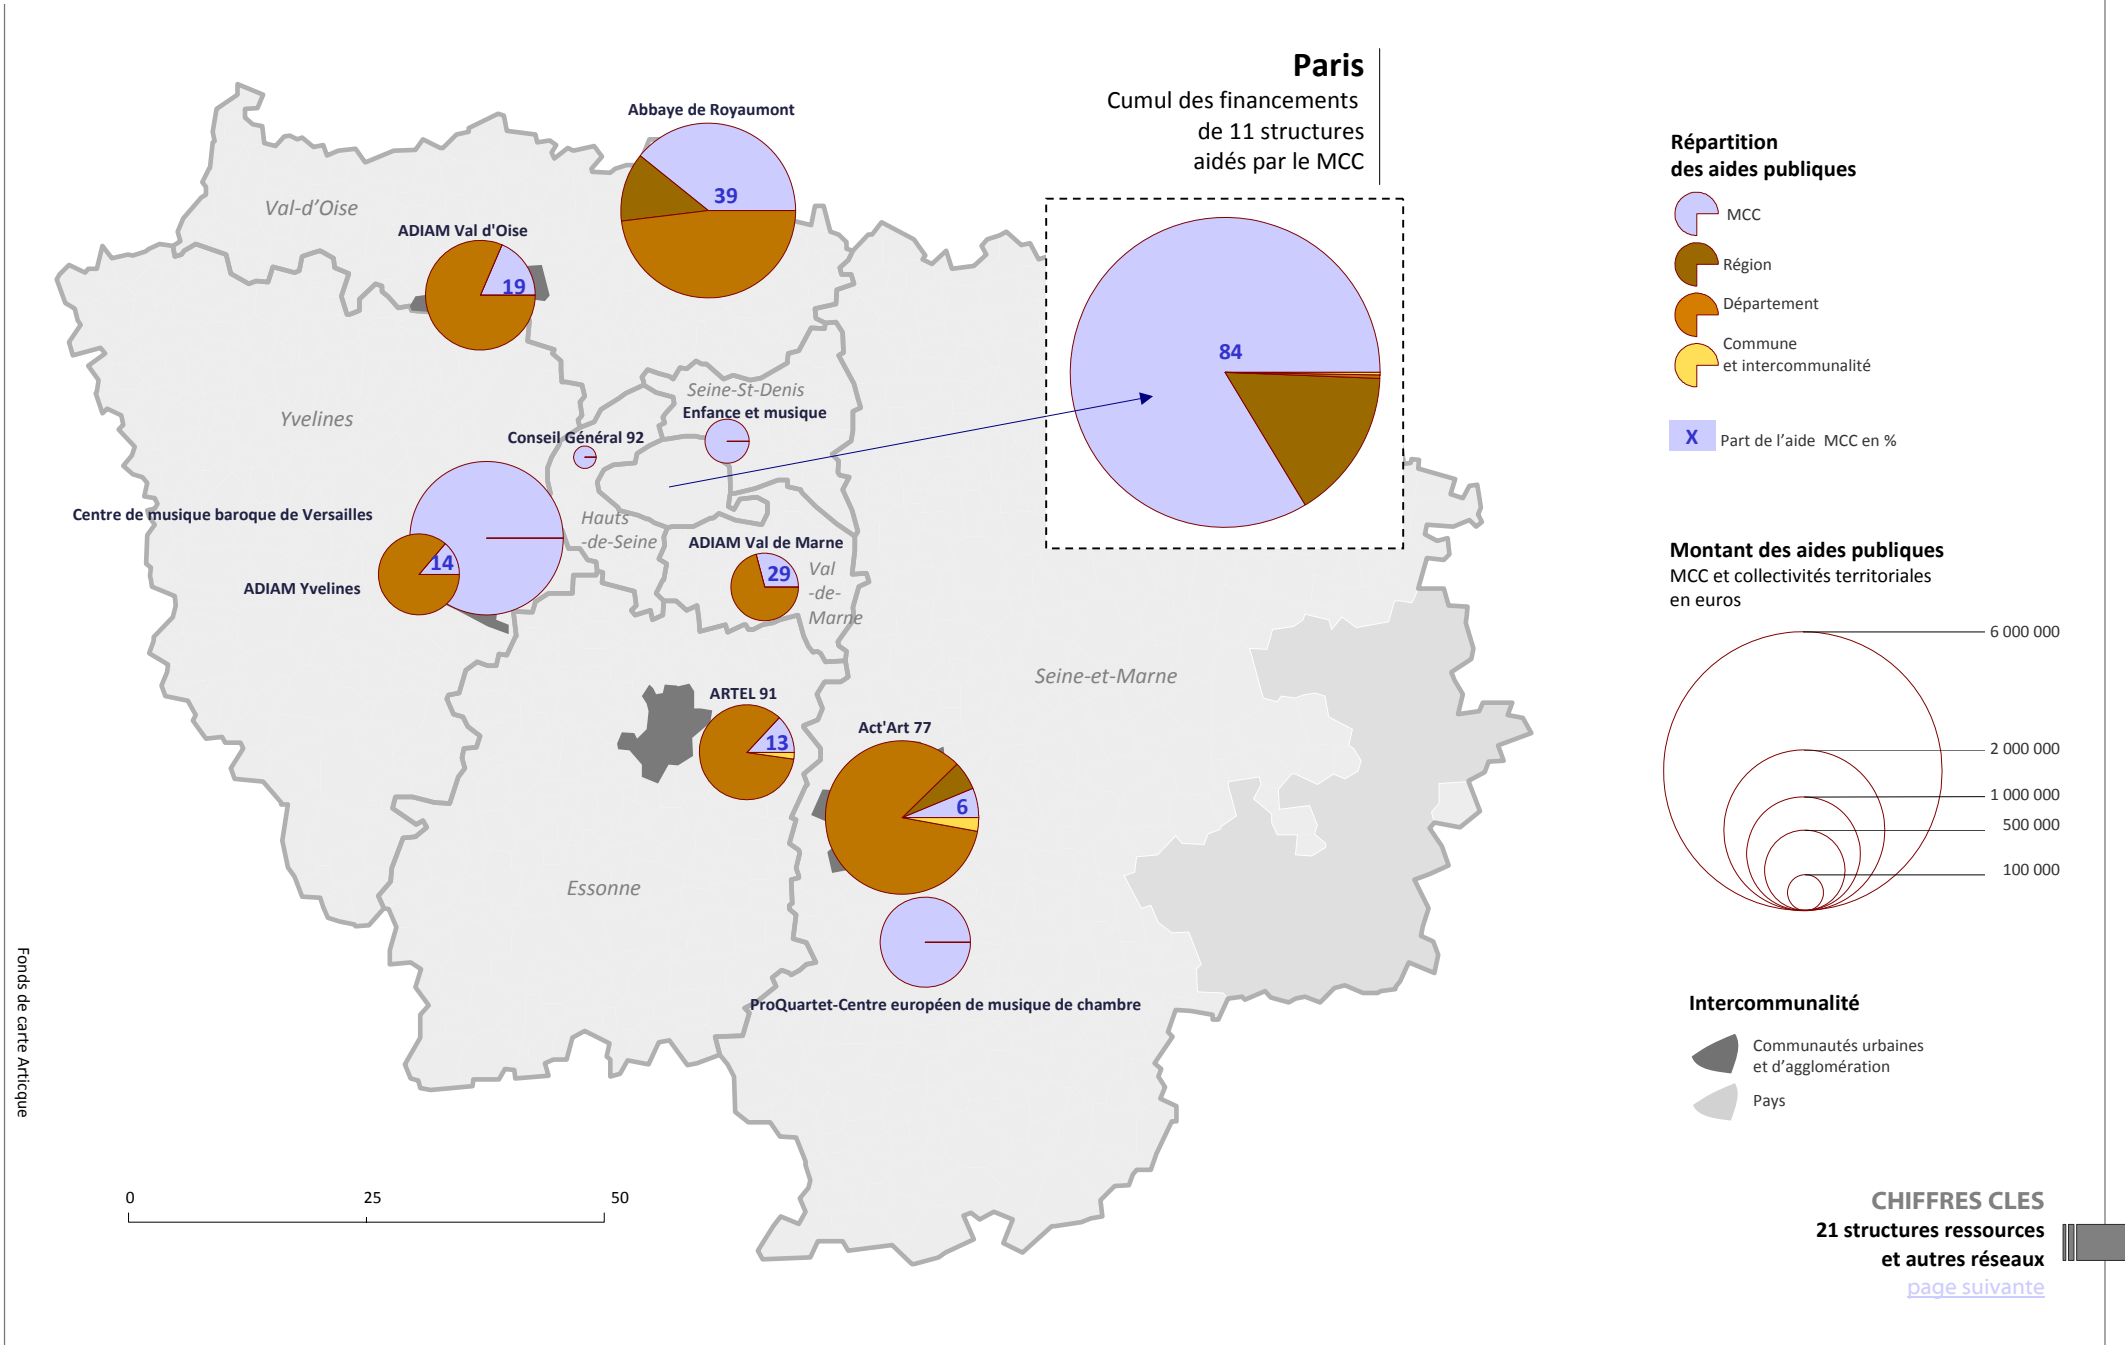 Paris
Cumul des financements
de 11 structures
aidés par le MCC
84
Abbaye de Royaumont
39
Val-d'Oise
ADIAM Val d'Oise
19
Yvelines
Seine-St-Denis
Enfance et musique
Conseil Général 92
Centre de musique baroque de Versailles
Hauts
-de-Seine
ADIAM Val de Marne
29
Val
-de-
Marne
14
ADIAM Yvelines
Seine-et-Marne
ARTEL 91
13
Act'Art 77
6
Essonne
ProQuartet-Centre européen de musique de chambre
Fonds de carte Articque
0
25
50
Répartition
des aides publiques
MCC
Région
Département
Commune
et intercommunalité
X
Part de l'aide MCC en %
Montant des aides publiques
MCC et collectivités territoriales
en euros
6 000 000
2 000 000
1 000 000
500 000
100 000
Intercommunalité
Communautés urbaines
et d'agglomération
Pays
CHIFFRES CLES
21 structures ressources
et autres réseaux
page suivante